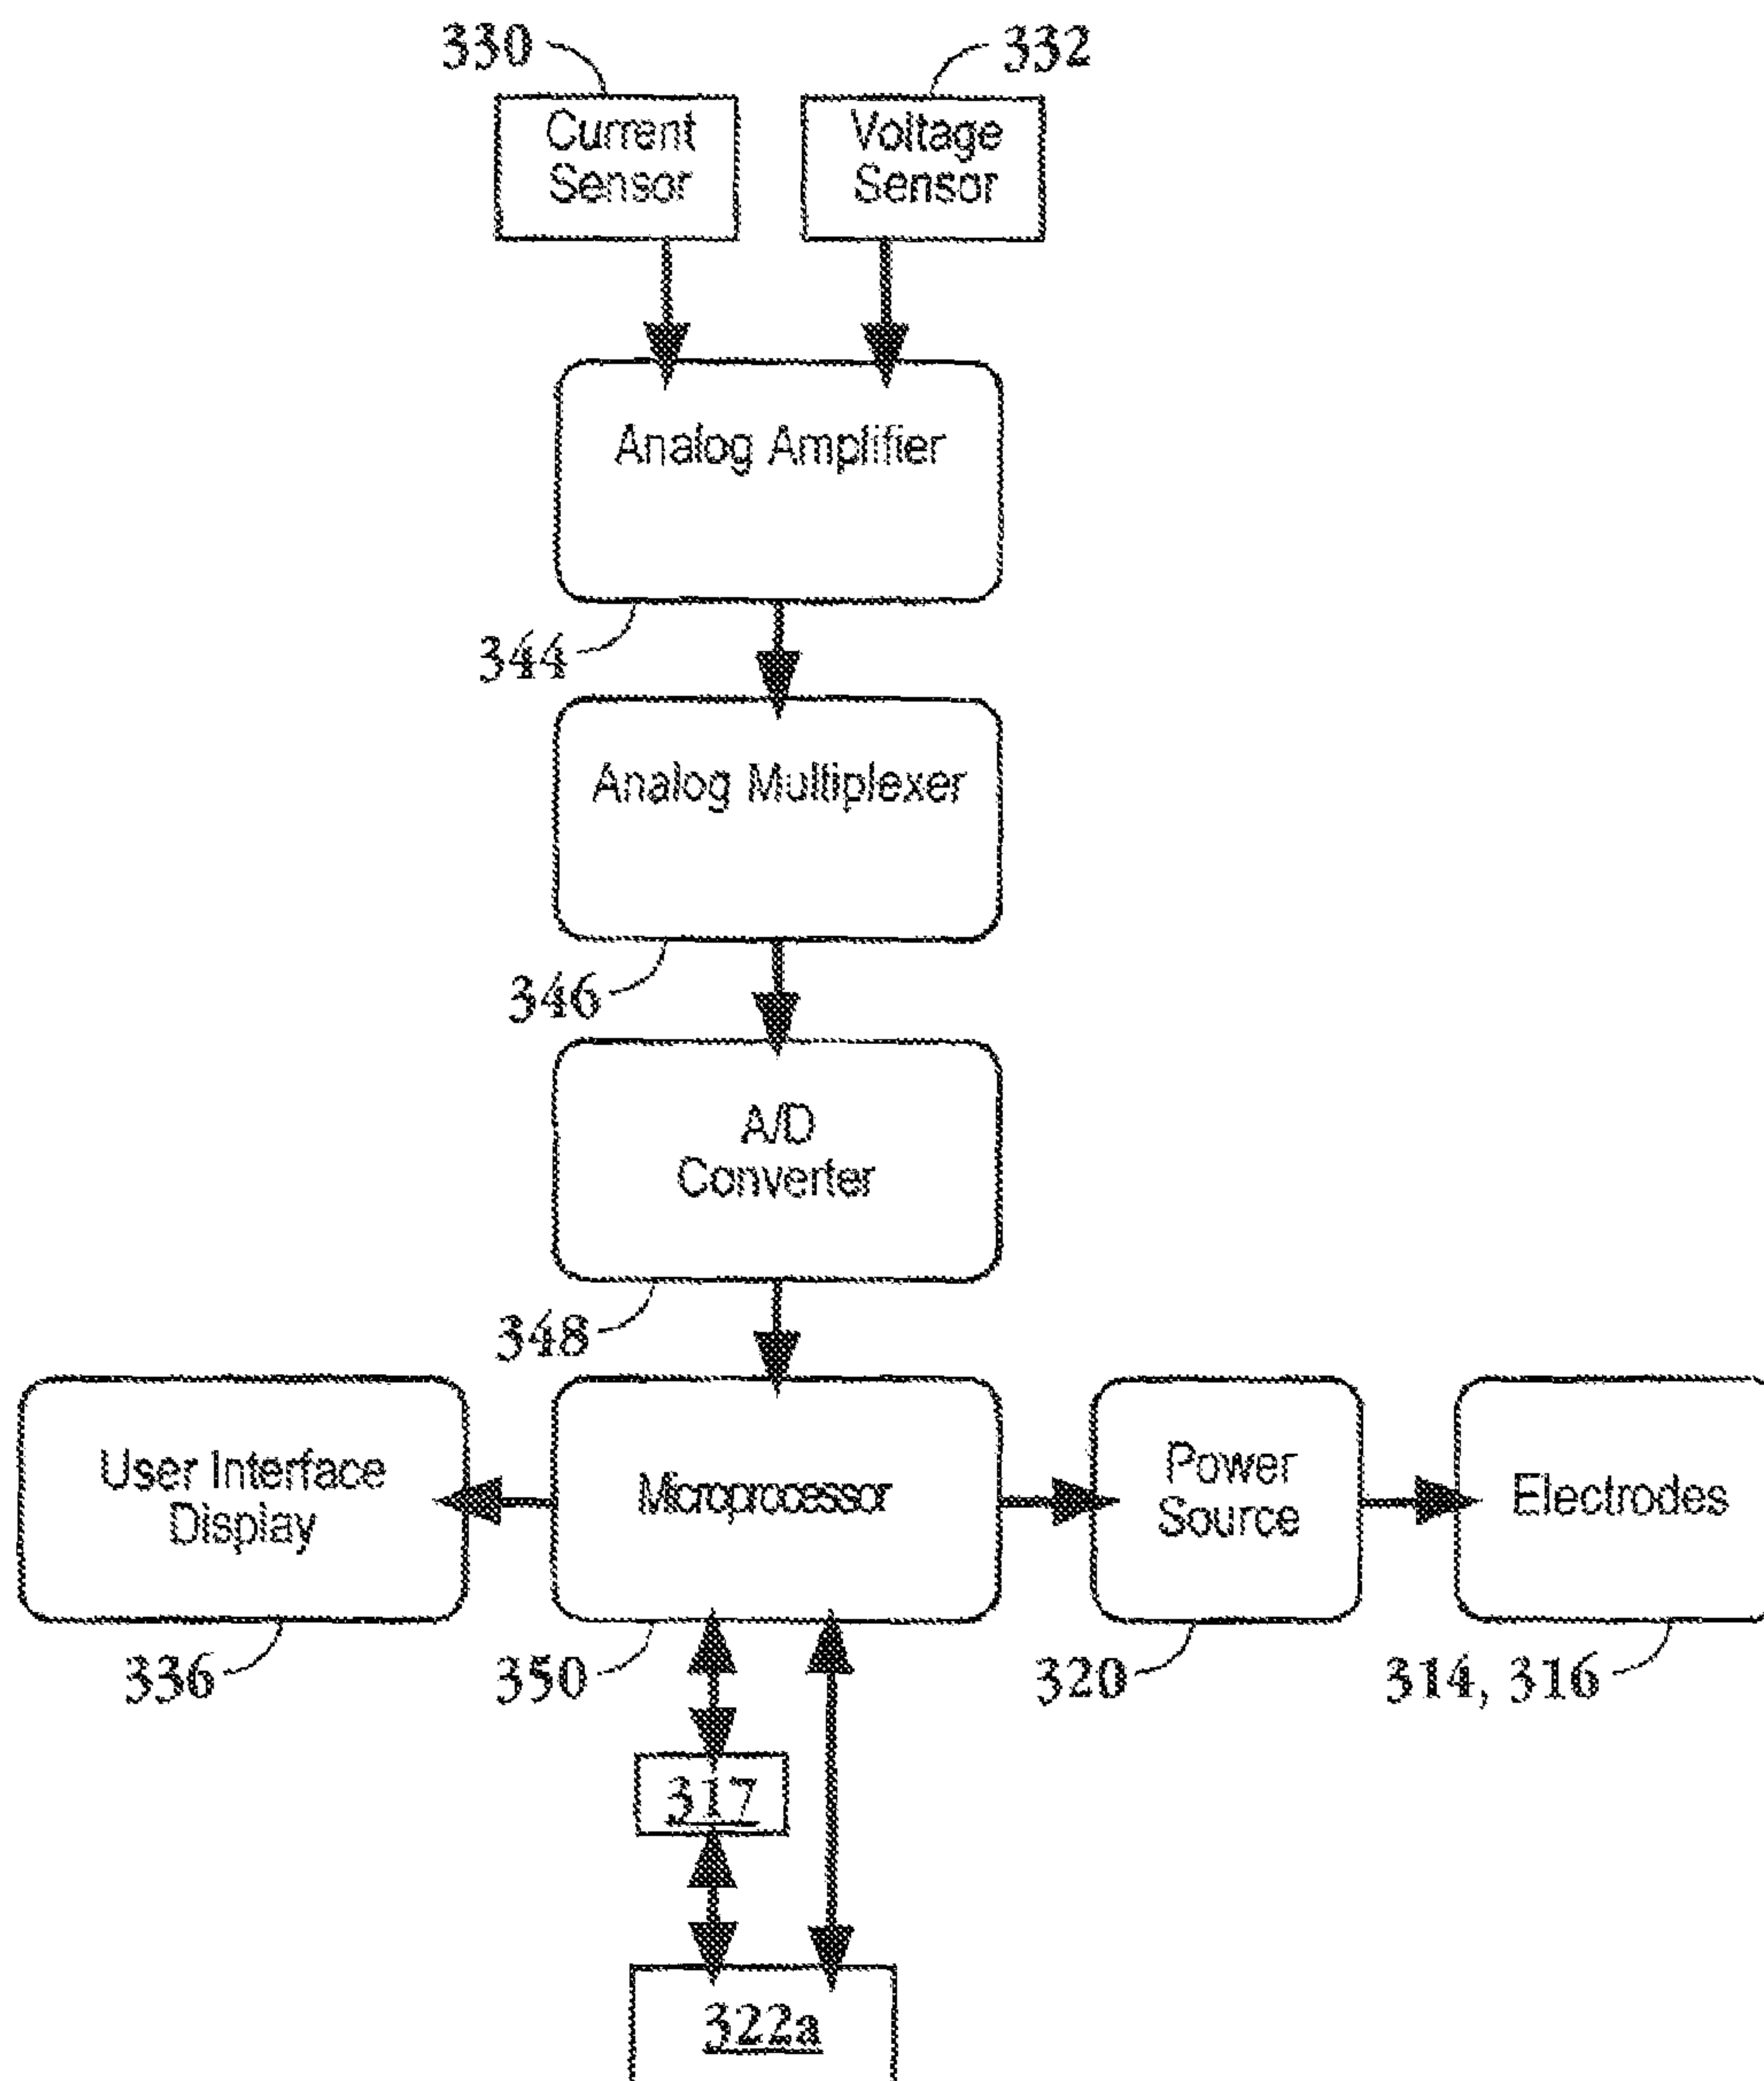 330
332
Current
Sensor
Voltage
Sensor
Analog Amplifier
344
Analog Multiplexer
346
A/D
Converter
348
User Interface
Display
Microprocessor
Power
Source
Electrodes
336
350
320
314, 316
317
322a